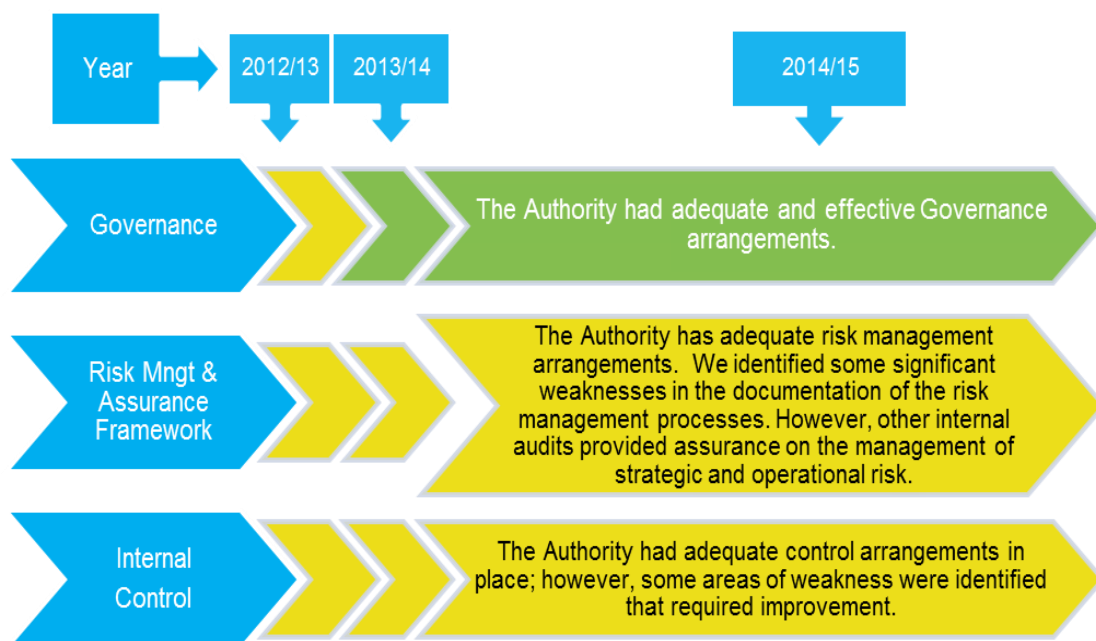 Year
2012/13
2013/14
2014/15
Governance
The Authority had adequate and effective Governance
arrangements.
Risk Mngt &
Assurance
Framework
The Authority has adequate risk management
arrangements.  We identified some significant
weaknesses in the documentation of the risk
management processes. However, other internal
audits provided assurance on the management of
strategic and operational risk.
Internal
Control
The Authority had adequate control arrangements in
place; however, some areas of weakness were identified
that required improvement.